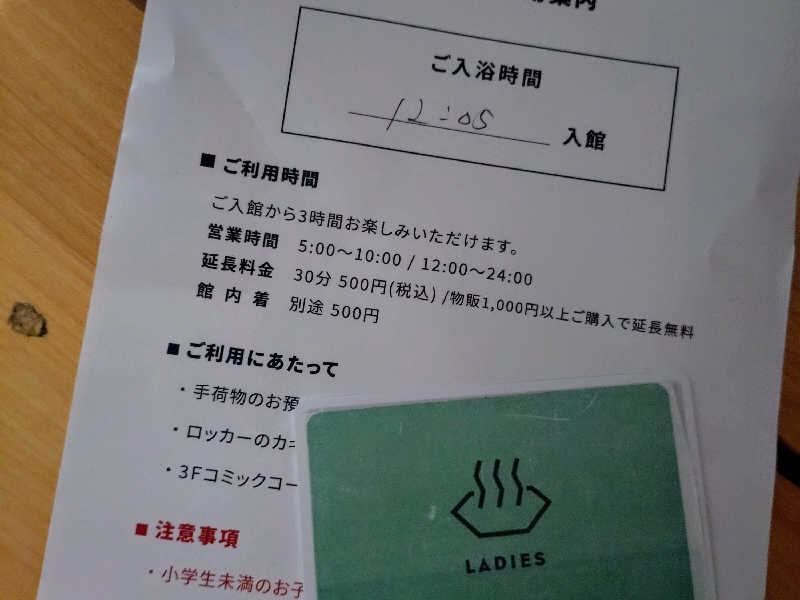 案内
ご入浴時間
12:05 入館
■ ご利用時間
ご入館から3時間お楽しみいただけます。
営業時間 5:00～10:00 / 12:00～24:00
延長料金 30分 500円(税込) /物販1,000円以上ご購入で延長無料
館内着 別途 500円
■ ご利用にあたって
・手荷物のお預
・ロッカーのカ
・3Fコミックコー
■ 注意事項
・小学生未満のお子
LADIES